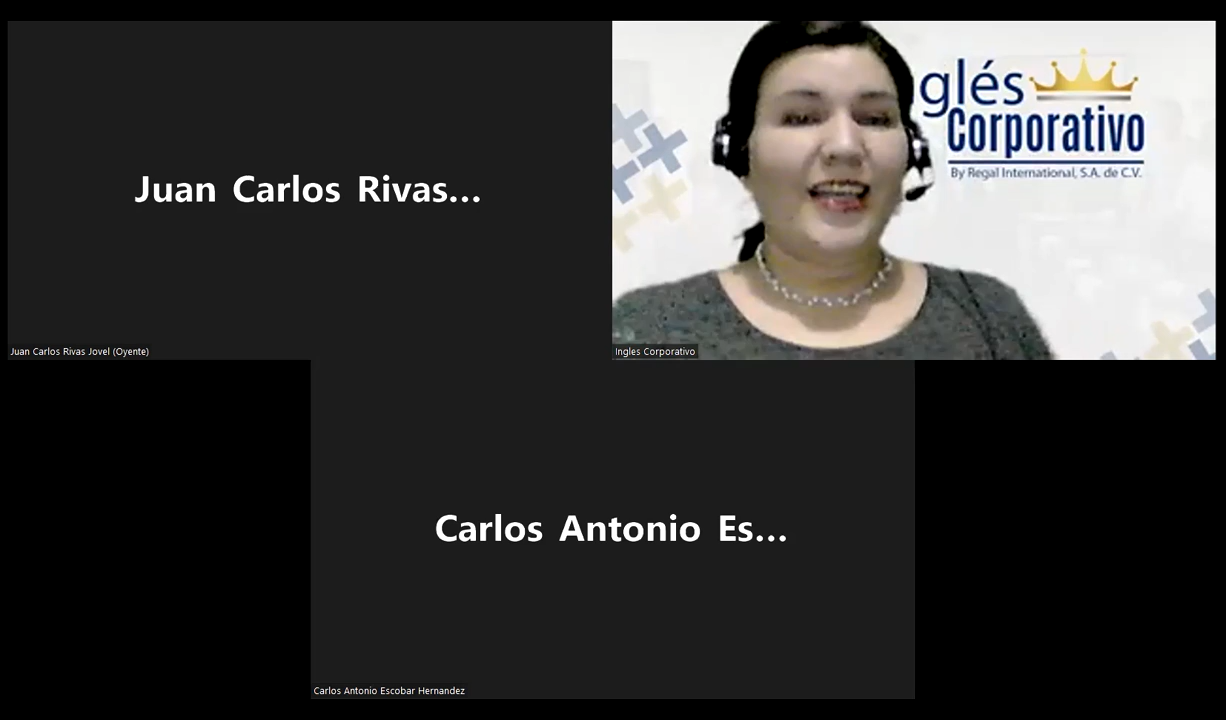 Juan Carlos Rivas...
glés
Corporativo
By Regal International, S.A. de C.V.
Juan Carlos Rivas Jovel (Oyente)
Ingles Corporativo
Carlos Antonio Es...
Carlos Antonio Escobar Hernandez